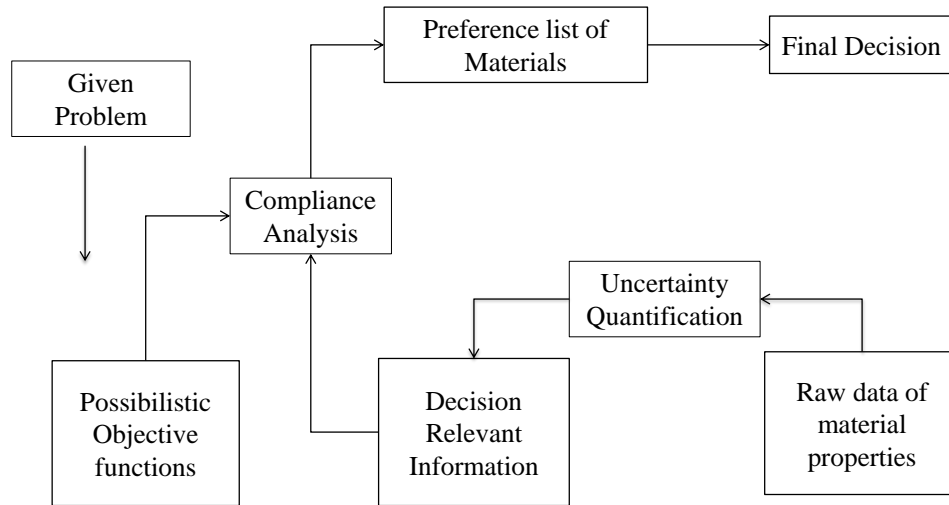 Preference list of
Materials
Final Decision
Given
Problem
Compliance
Analysis
Uncertainty
Quantification
Possibilistic
Objective
functions
Decision
Relevant
Information
Raw data of
material
properties